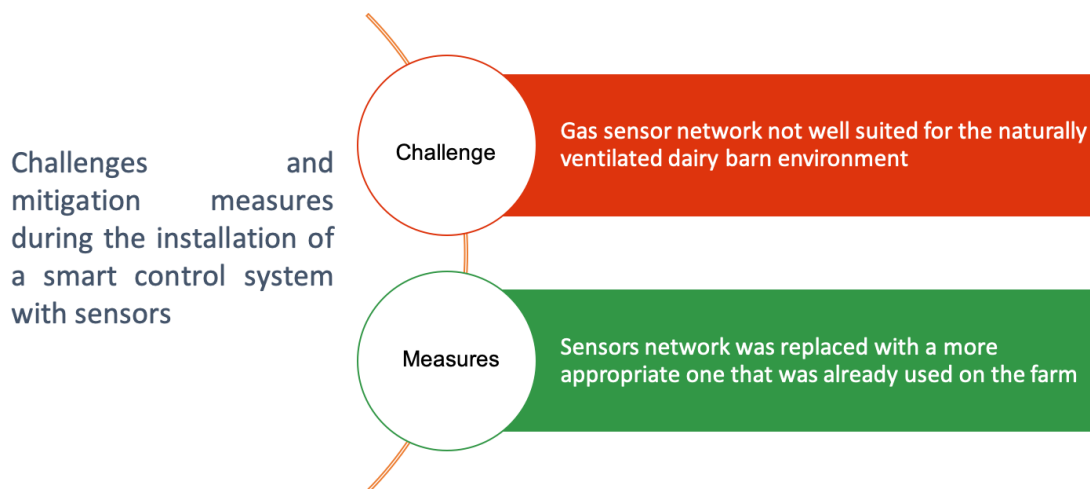 Challenges and
mitigation measures
during the installation of
a smart control system
with sensors
Challenge
Gas sensor network not well suited for the naturally
ventilated dairy barn environment
Measures
Sensors network was replaced with a more
appropriate one that was already used on the farm